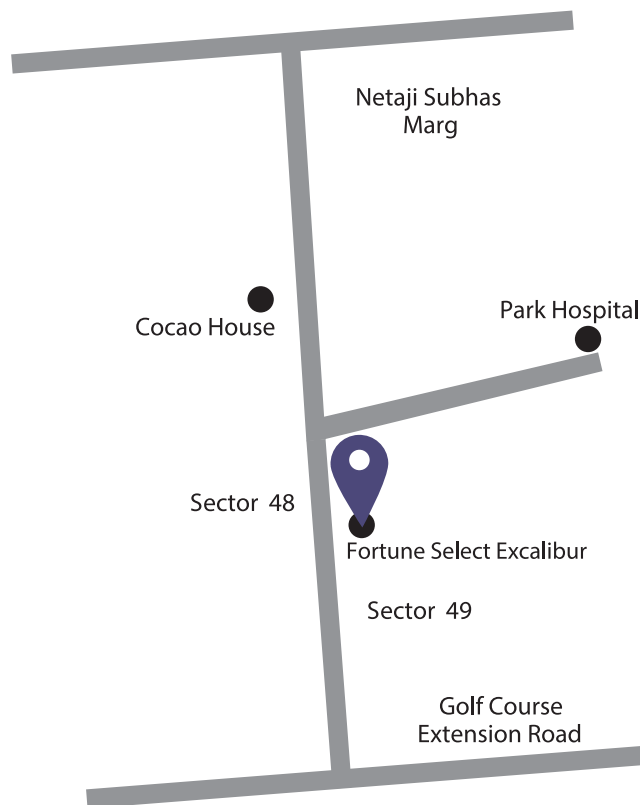 Netaji Subhas
Marg
Park Hospital
Cocao House
Sector 48
Fortune Select Excalibur
Sector 49
Golf Course
Extension Road